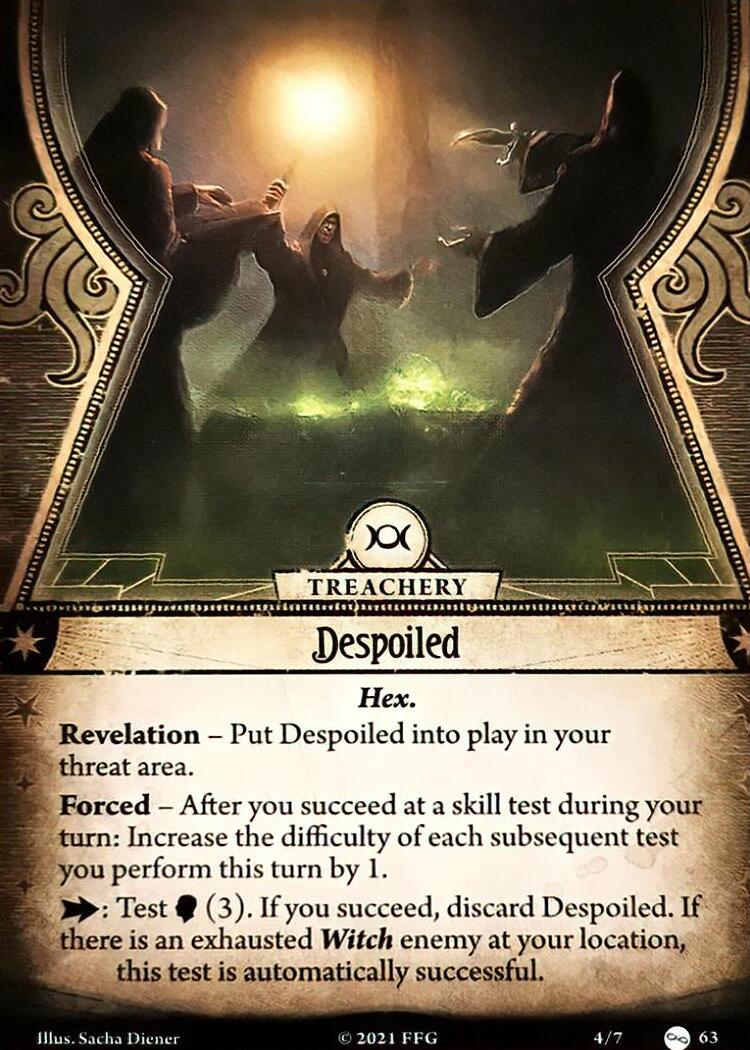 TREACHERY
Despoiled
Hex.
Revelation – Put Despoiled into play in your
threat area.
Forced – After you succeed at a skill test during your
turn: Increase the difficulty of each subsequent test
you perform this turn by 1.
: Test (3). If you succeed, discard Despoiled. If
there is an exhausted Witch enemy at your location,
this test is automatically successful.
Illus. Sacha Diener © 2021 FFG 4/7 63